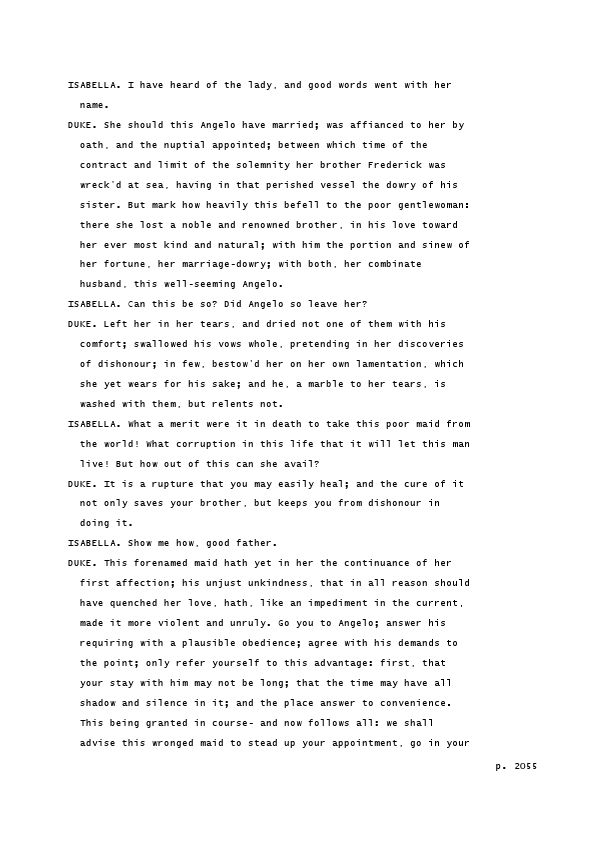 ISABELLA. I have heard of the lady, and good words went with her
name.
DUKE. She should this Angelo have married; was affianced to her by
oath, and the nuptial appointed; between which time of the
contract and limit of the solemnity her brother Frederick was
wreck'd at sea, having in that perished vessel the dowry of his
sister. But mark how heavily this befell to the poor gentlewoman:
there she lost a noble and renowned brother, in his love toward
her ever most kind and natural; with him the portion and sinew of
her fortune, her marriage-dowry; with both, her combinate
husband, this well-seeming Angelo.
ISABELLA. Can this be so? Did Angelo so leave her?
DUKE. Left her in her tears, and dried not one of them with his
comfort; swallowed his vows whole, pretending in her discoveries
of dishonour; in few, bestow'd her on her own lamentation, which
she yet wears for his sake; and he, a marble to her tears, is
washed with them, but relents not.
ISABELLA. What a merit were it in death to take this poor maid from
the world! What corruption in this life that it will let this man
live! But how out of this can she avail?
DUKE. It is a rupture that you may easily heal; and the cure of it
not only saves your brother, but keeps you from dishonour in
doing it.
ISABELLA. Show me how, good father.
DUKE. This forenamed maid hath yet in her the continuance of her
first affection; his unjust unkindness, that in all reason should
have quenched her love, hath, like an impediment in the current,
made it more violent and unruly. Go you to Angelo; answer his
requiring with a plausible obedience; agree with his demands to
the point; only refer yourself to this advantage: first, that
your stay with him may not be long; that the time may have all
shadow and silence in it; and the place answer to convenience.
This being granted in course- and now follows all: we shall
advise this wronged maid to stead up your appointment, go in your
p. 2055